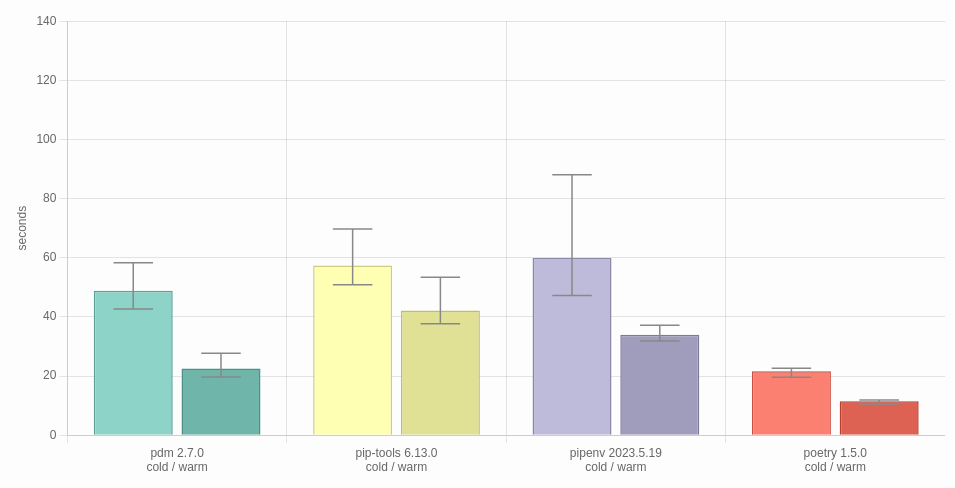 140
120
100
80
60
40
20
0
seconds
pdm 2.7.0
cold / warm
pip-tools 6.13.0
cold / warm
pipenv 2023.5.19
cold / warm
poetry 1.5.0
cold / warm